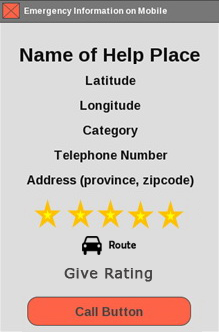 Emergency Information on Mobile
Name of Help Place
Latitude
Longitude
Category
Telephone Number
Address (province, zipcode)
Route
Give Rating
Call Button